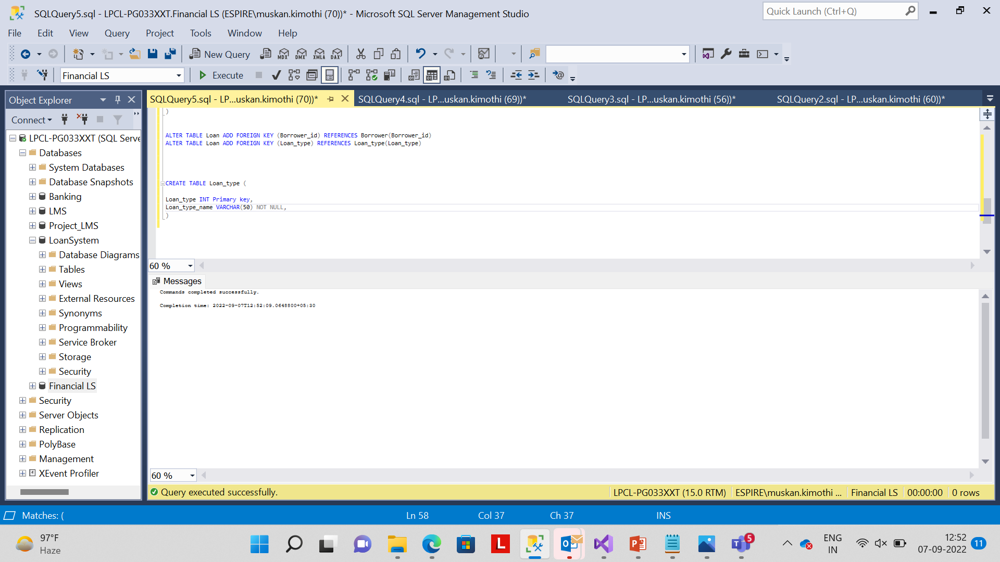 SQLQuery5.sql - LPCL-PG033XXT.Financial LS (ESPIRE\muskan.kimothi (70))* - Microsoft SQL Server Management Studio
Quick Launch (Ctrl+Q)
File Edit View Query Project Tools Window Help
New Query MDX DMX XMLA DAX
Financial LS Execute
Object Explorer
Connect
LPCL-PG033XXT (SQL Serve
Databases
System Databases
Database Snapshots
Banking
LMS
Project_LMS
LoanSystem
Database Diagrams
Tables
Views
External Resources
Synonyms
Programmability
Service Broker
Storage
Security
Financial LS
Security
Server Objects
Replication
PolyBase
Management
XEvent Profiler
SQLQuery5.sql - LP...uskan.kimothi (70))* SQLQuery4.sql - LP...uskan.kimothi (69))* SQLQuery3.sql - LP...uskan.kimothi (56))* SQLQuery2.sql - LP...uskan.kimothi (60))*
)
ALTER TABLE Loan ADD FOREIGN KEY (Borrower_id) REFERENCES Borrower(Borrower_id)
ALTER TABLE Loan ADD FOREIGN KEY (Loan_type) REFERENCES Loan_type(Loan_type)
CREATE TABLE Loan_type (
Loan_type INT Primary key,
Loan_type_name VARCHAR(50) NOT NULL,
)
60 %
Messages
Commands completed successfully.
Completion time: 2022-09-07T12:52:09.0648800+05:30
60 %
Query executed successfully. LPCL-PG033XXT (15.0 RTM) ESPIRE\muskan.kimothi ... Financial LS 00:00:00 0 rows
Matches: ( Ln 58 Col 37 Ch 37 INS
97°F
Haze
L
5
ENG
IN
12:52
07-09-2022
11